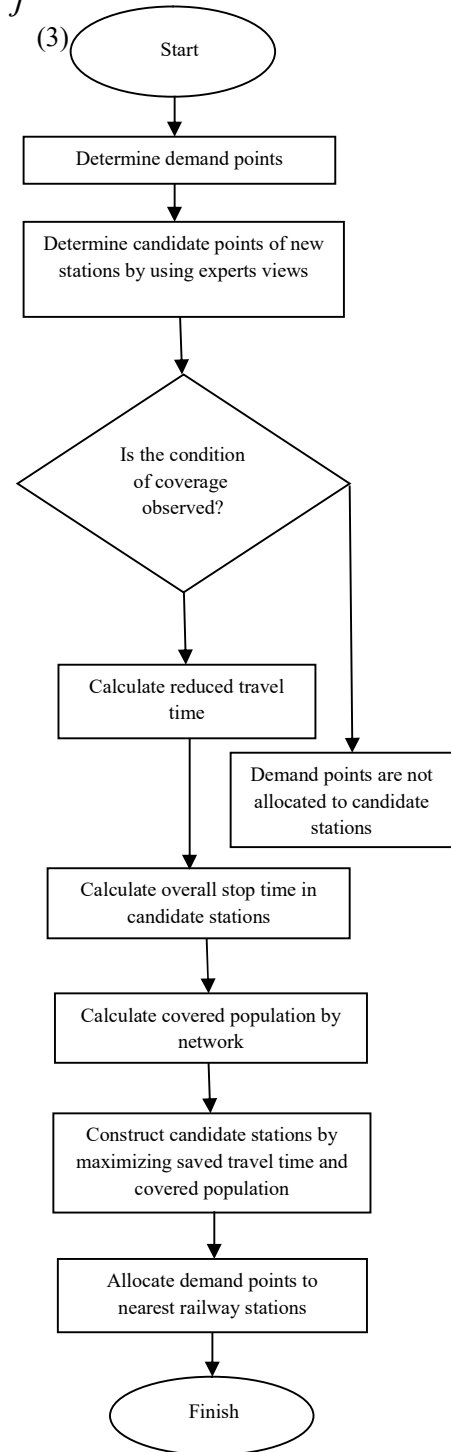 J
(3)
Start
Determine demand points
Determine candidate points of new
stations by using experts views
Is the condition
of coverage
observed?
Calculate reduced travel
time
Demand points are not
allocated to candidate
stations
Calculate overall stop time in
candidate stations
Calculate covered population by
network
Construct candidate stations by
maximizing saved travel time and
covered population
Allocate demand points to
nearest railway stations
Finish